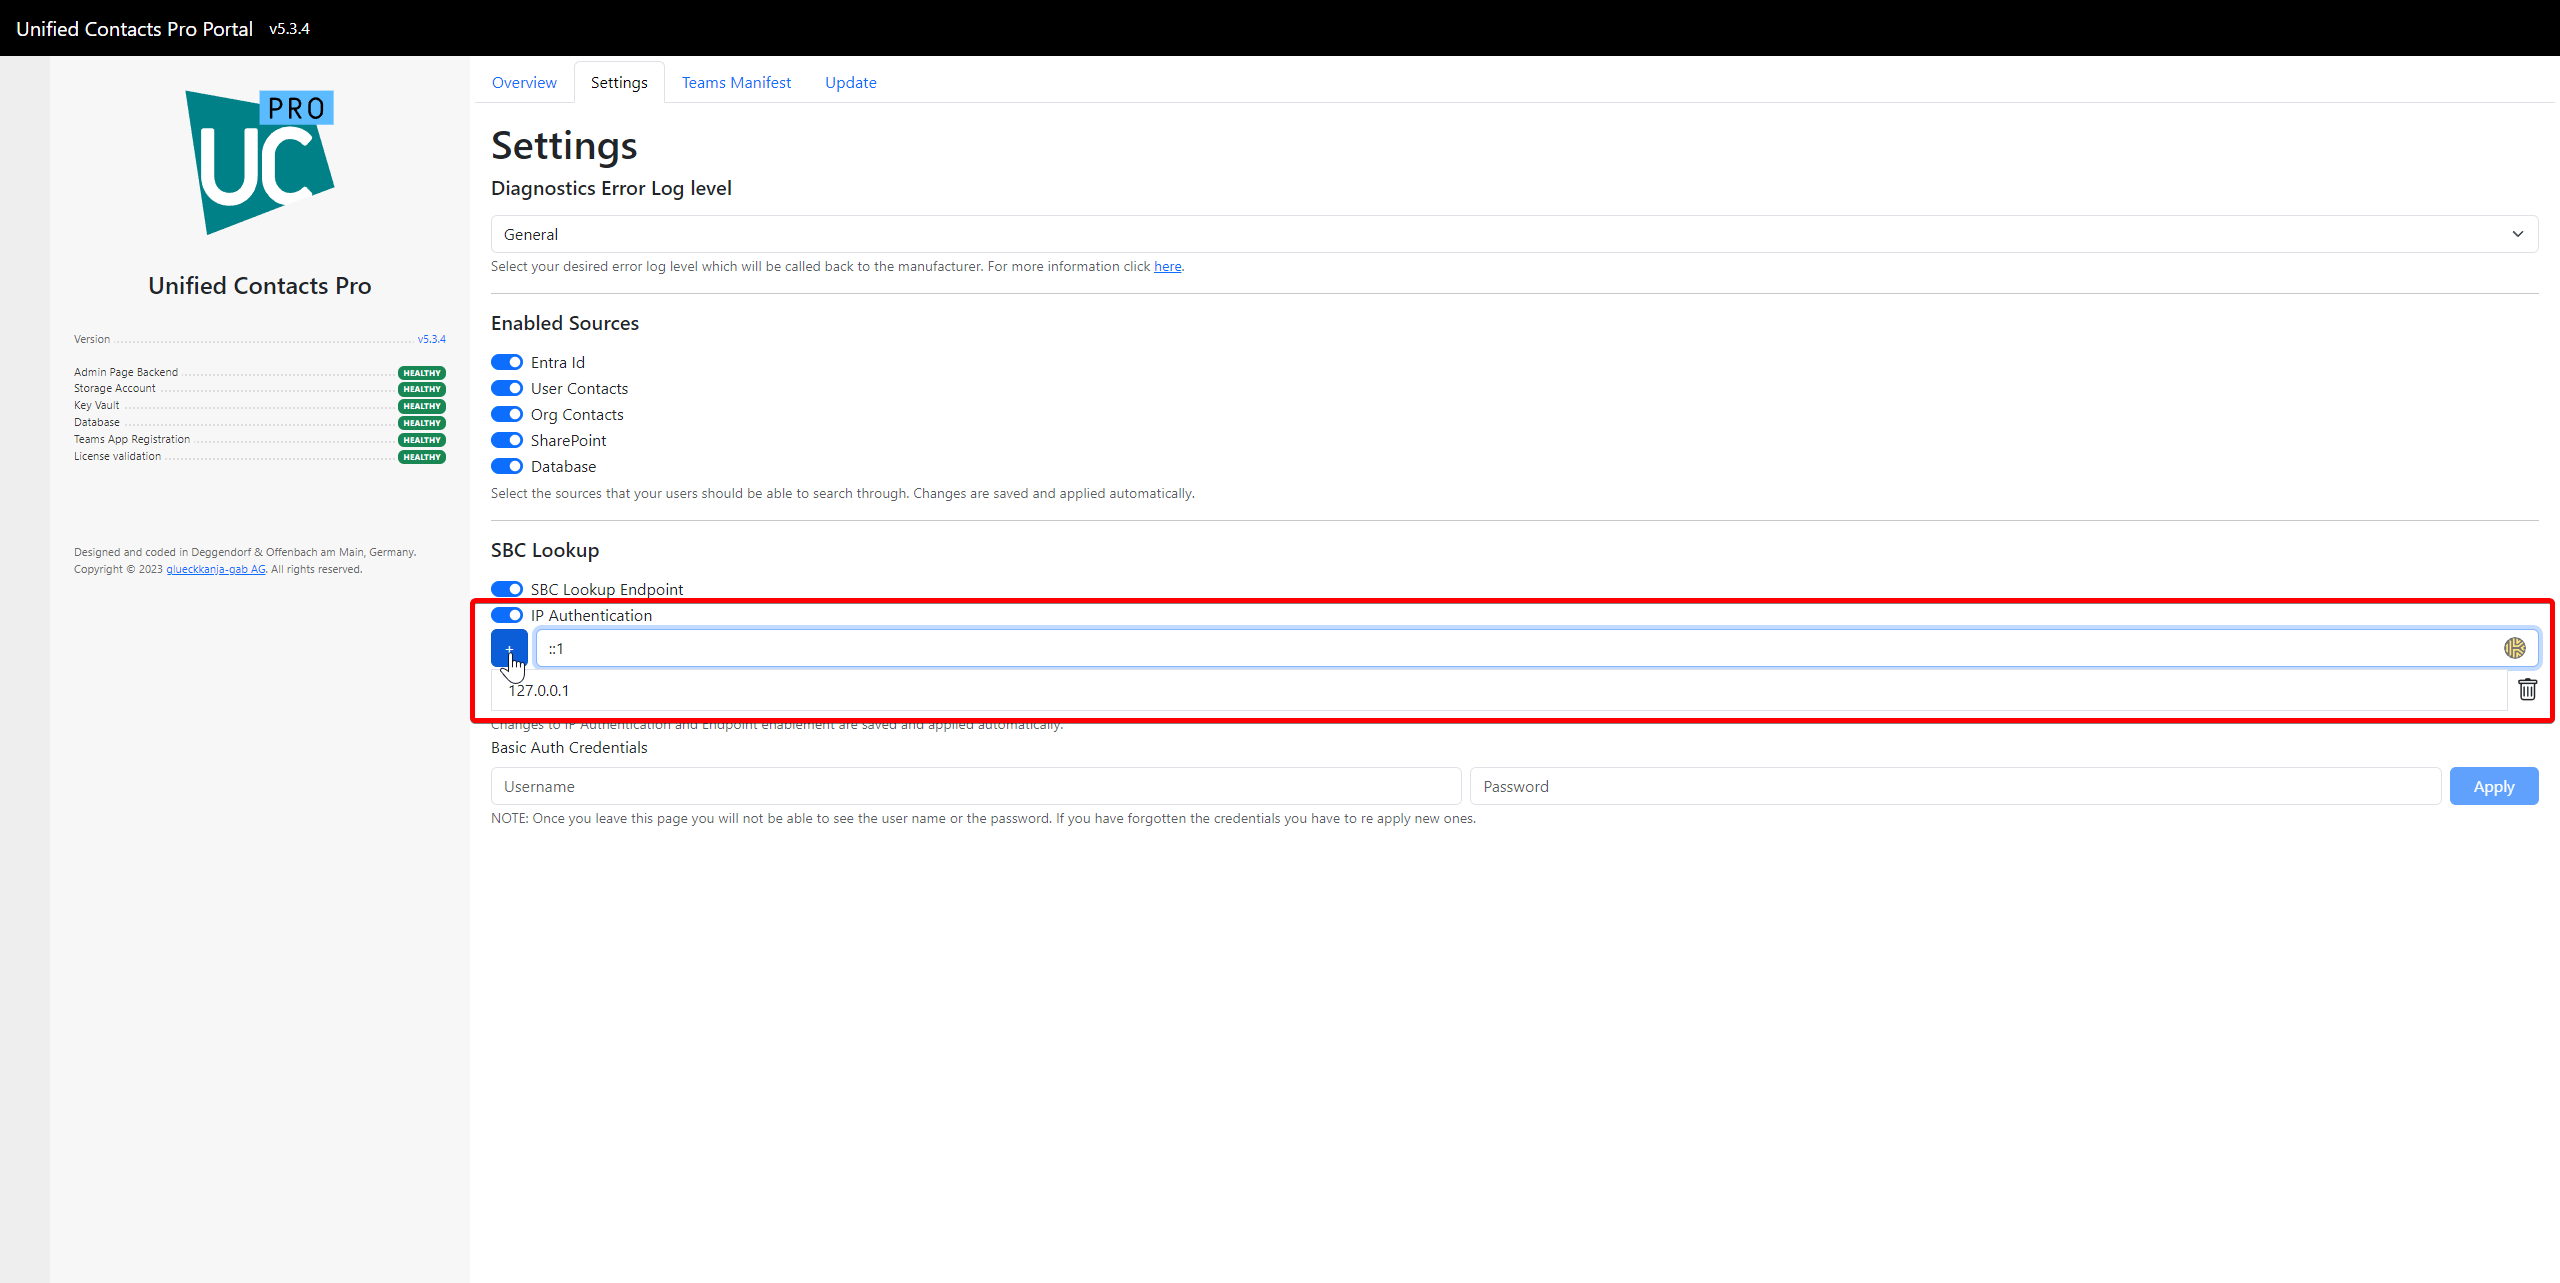 Unified Contacts Pro Portal v5.3.4
PRO
UC
Unified Contacts Pro
Version v5.3.4
Admin Page Backend HEALTHY
Storage Account HEALTHY
Key Vault HEALTHY
Database HEALTHY
Teams App Registration HEALTHY
License validation HEALTHY
Designed and coded in Deggendorf & Offenbach am Main, Germany.
Copyright © 2023 glueckkanja-gab AG. All rights reserved.
Overview Settings Teams Manifest Update
Settings
Diagnostics Error Log level
General
Select your desired error log level which will be called back to the manufacturer. For more information click here.
Enabled Sources
Entra Id
User Contacts
Org Contacts
SharePoint
Database
Select the sources that your users should be able to search through. Changes are saved and applied automatically.
SBC Lookup
SBC Lookup Endpoint
IP Authentication
+ ::1
127.0.0.1
Changes to IP Authentication and Endpoint enablement are saved and applied automatically.
Basic Auth Credentials
Username Password Apply
NOTE: Once you leave this page you will not be able to see the user name or the password. If you have forgotten the credentials you have to re apply new ones.